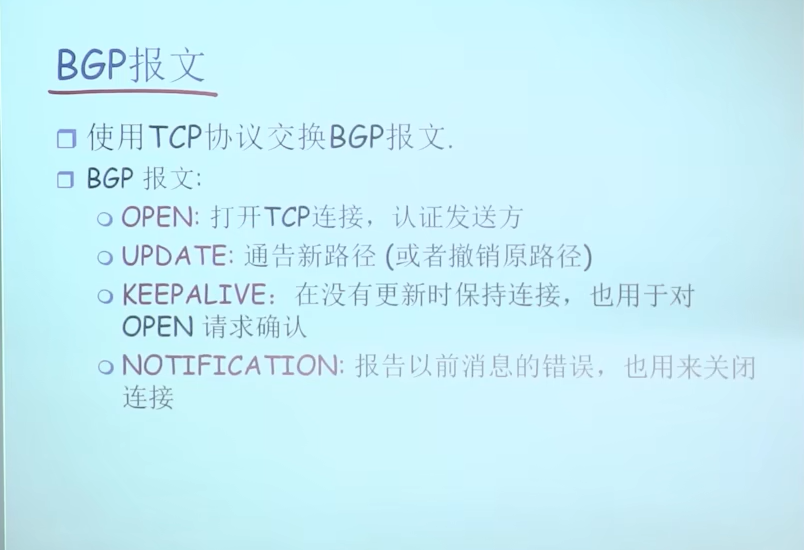 BGP报文
使用TCP协议交换BGP报文.
BGP 报文:
OPEN: 打开TCP连接，认证发送方
UPDATE: 通告新路径 (或者撤销原路径)
KEEPALIVE：在没有更新时保持连接，也用于对
OPEN 请求确认
NOTIFICATION: 报告以前消息的错误，也用来关闭
连接